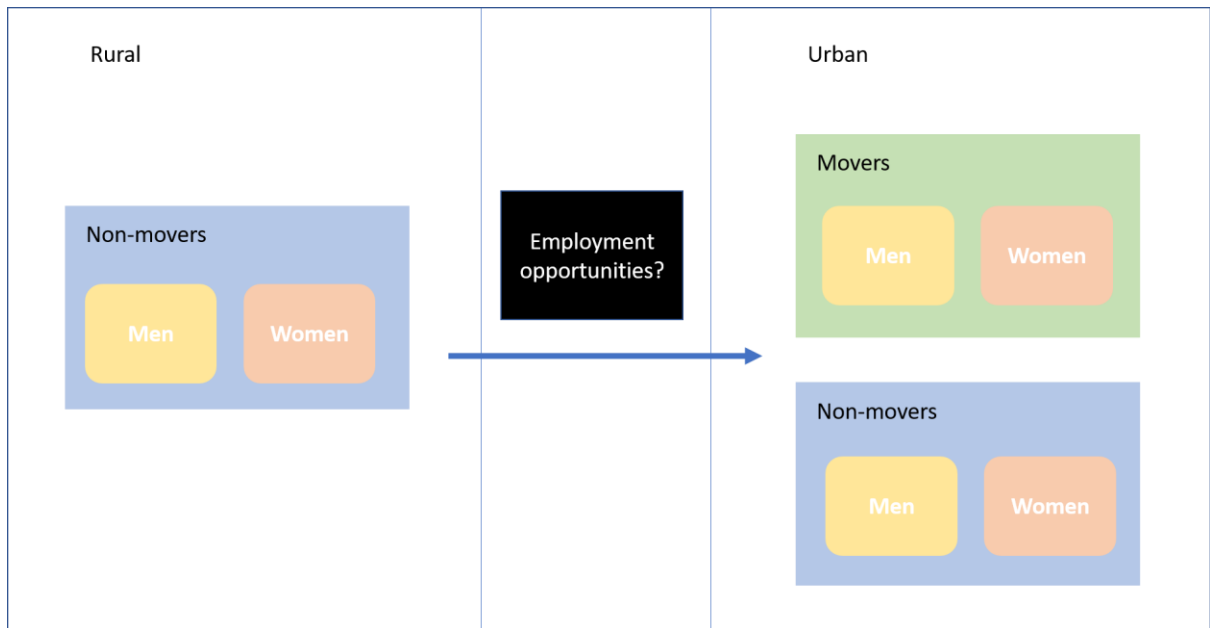 Rural
Non-movers
Men
Women
Employment
opportunities?
Urban
Movers
Men
Women
Non-movers
Men
Women